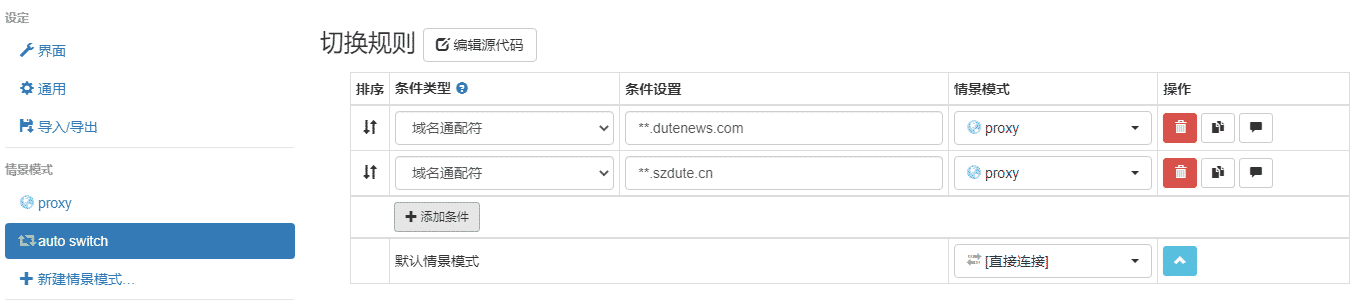 设定
界面
通用
导入/导出
情景模式
proxy
auto switch
新建情景模式…
切换规则 编辑源代码
排序 条件类型 条件设置 情景模式 操作
域名通配符 **.dutenews.com proxy
域名通配符 **.szdute.cn proxy
添加条件
默认情景模式 [直接连接]